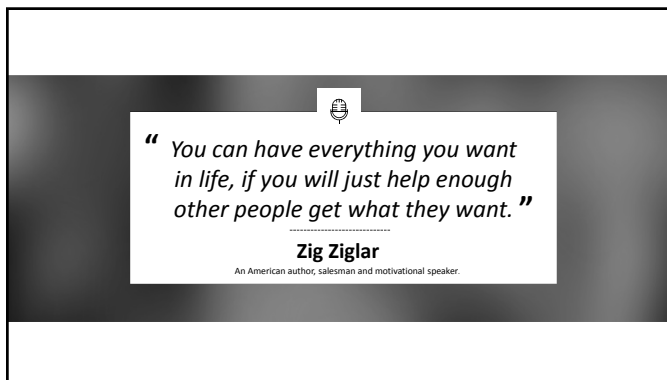 “ You can have everything you want
in life, if you will just help enough
other people get what they want. ”
-----------------------------
Zig Ziglar
An American author, salesman and motivational speaker.